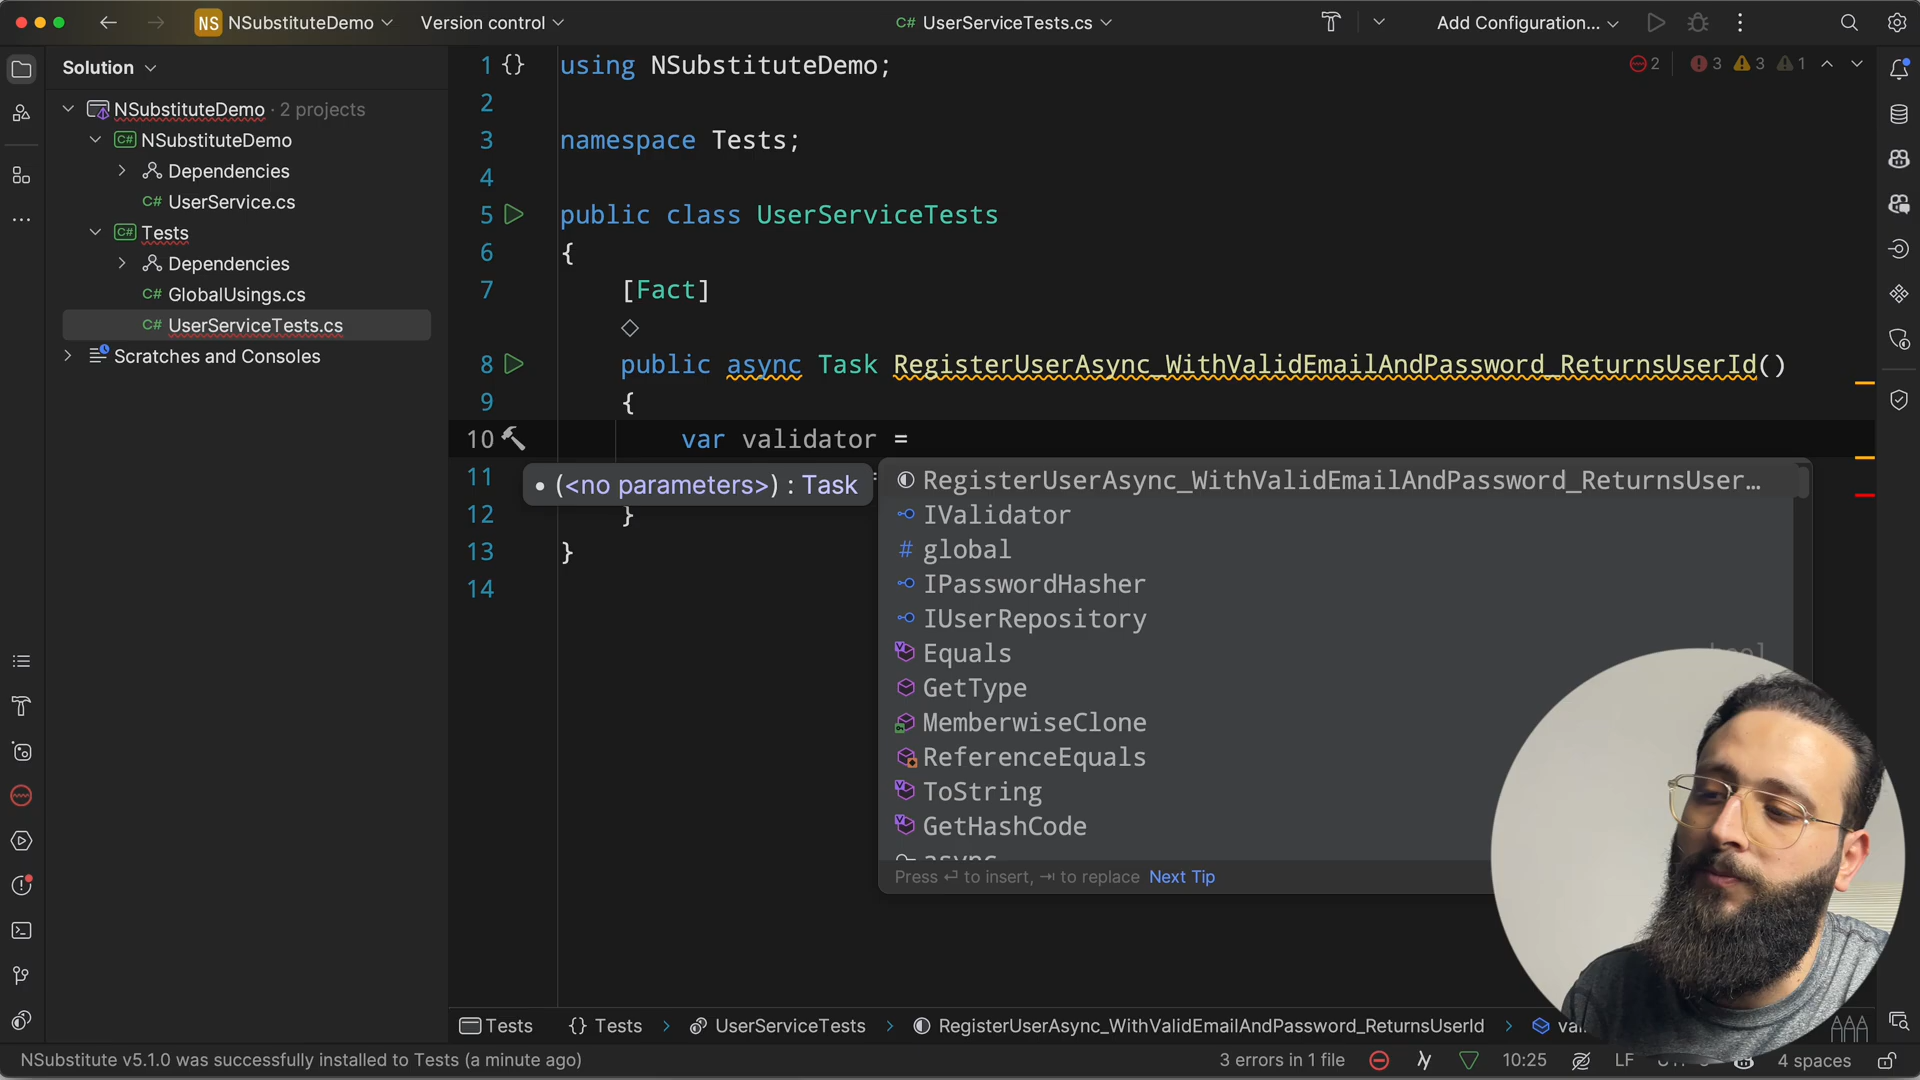 NS NSubstituteDemo Version control C# UserServiceTests.cs Add Configuration...
Solution
NSubstituteDemo · 2 projects
C# NSubstituteDemo
Dependencies
C# UserService.cs
C# Tests
Dependencies
C# GlobalUsings.cs
C# UserServiceTests.cs
Scratches and Consoles
1 {} using NSubstituteDemo;
2
3 namespace Tests;
4
5 public class UserServiceTests
6 {
7 [Fact]
8 public async Task RegisterUserAsync_WithValidEmailAndPassword_ReturnsUserId()
9 {
10 var validator =
11
12 }
13 }
14
2 3 3 1
• (<no parameters>) : Task
RegisterUserAsync_WithValidEmailAndPassword_ReturnsUser…
IValidator
# global
IPasswordHasher
IUserRepository
Equals
GetType
MemberwiseClone
ReferenceEquals
ToString
GetHashCode
async
Press ↵ to insert, ⇥ to replace Next Tip
Tests {} Tests > UserServiceTests > RegisterUserAsync_WithValidEmailAndPassword_ReturnsUserId >
NSubstitute v5.1.0 was successfully installed to Tests (a minute ago) 3 errors in 1 file 10:25 LF 4 spaces